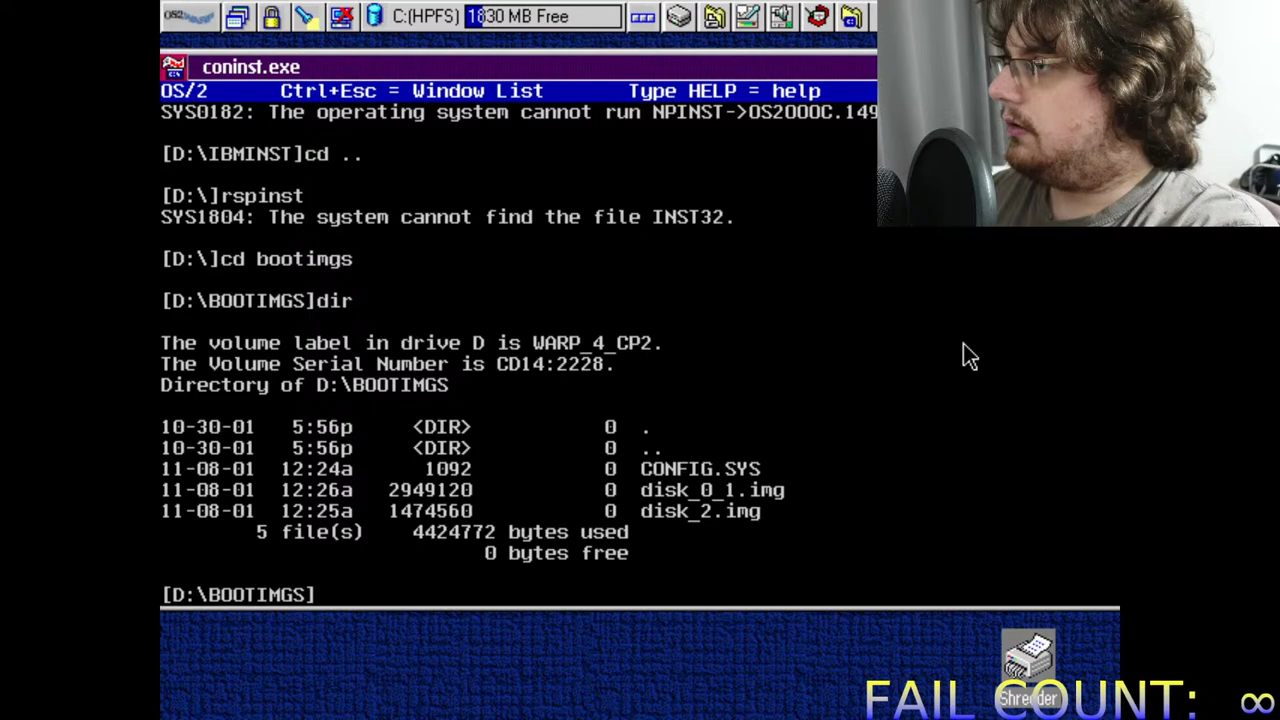 OS2
C:(HPFS) 1830 MB Free
coninst.exe
OS/2 Ctrl+Esc = Window List Type HELP = help
SYS0182: The operating system cannot run NPINST->OS2000C.149
[D:\IBMINST]cd ..
[D:\]rspinst
SYS1804: The system cannot find the file INST32.
[D:\]cd bootimgs
[D:\BOOTIMGS]dir
The volume label in drive D is WARP_4_CP2.
The Volume Serial Number is CD14:2228.
Directory of D:\BOOTIMGS
10-30-01 5:56p <DIR> 0 .
10-30-01 5:56p <DIR> 0 ..
11-08-01 12:24a 1092 0 CONFIG.SYS
11-08-01 12:26a 2949120 0 disk_0_1.img
11-08-01 12:25a 1474560 0 disk_2.img
5 file(s) 4424772 bytes used
0 bytes free
[D:\BOOTIMGS]
Shredder
FAIL COUNT: ∞